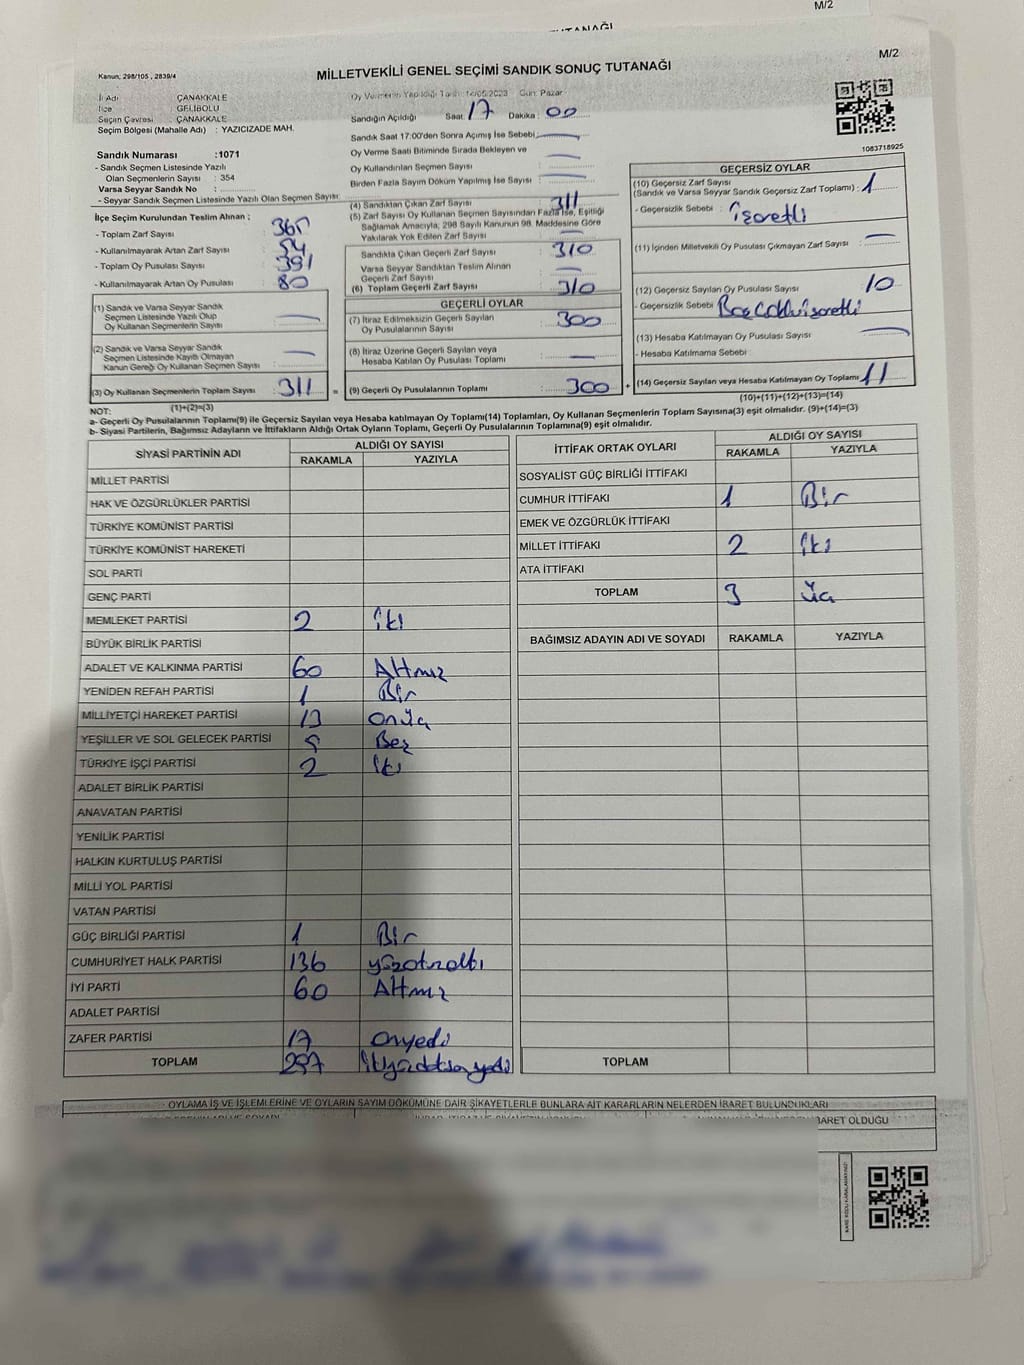 M/2
M/2
Kanun: 298/105 , 2839/4
MİLLETVEKİLİ GENEL SEÇİMİ SANDIK SONUÇ TUTANAĞI
İl Adı : ÇANAKKALE
İlçe : GELİBOLU
Seçim Çevresi : ÇANAKKALE
Seçim Bölgesi (Mahalle Adı) : YAZICIZADE MAH.
Sandık Numarası :1071
- Sandık Seçmen Listesinde Yazılı
Olan Seçmenlerin Sayısı : 354
Varsa Seyyar Sandık No :
- Seyyar Sandık Seçmen Listesinde Yazılı Olan Seçmen Sayısı:
İlçe Seçim Kurulundan Teslim Alınan ;
- Toplam Zarf Sayısı : 365
- Kullanılmayarak Artan Zarf Sayısı : 54
- Toplam Oy Pusulası Sayısı : 391
- Kullanılmayarak Artan Oy Pusulası : 80
(1) Sandık ve Varsa Seyyar Sandık
Seçmen Listesinde Yazılı Olup
Oy Kullanan Seçmenlerin Sayısı : —
(2) Sandık ve Varsa Seyyar Sandık
Seçmen Listesinde Kayıtlı Olmayan
Kanun Gereği Oy Kullanan Seçmen Sayısı : —
(3) Oy Kullanan Seçmenlerin Toplam Sayısı : 311 =
(1)+(2)=(3)
Oy Vermenin Yapıldığı Tarih: 14/05/2023 Gün: Pazar
Sandığın Açıldığı Saat: 17 Dakika : 00
Sandık Saat 17:00'den Sonra Açımış İse Sebebi: —
Oy Verme Saati Bitiminde Sırada Bekleyen ve
Oy Kullandırılan Seçmen Sayısı : —
Birden Fazla Sayım Döküm Yapılmış İse Sayısı : —
(4) Sandıktan Çıkan Zarf Sayısı : 311
(5) Zarf Sayısı Oy Kullanan Seçmen Sayısından Fazla İse, Eşitliği
Sağlamak Amacıyla, 298 Sayılı Kanunun 98. Maddesine Göre
Yakılarak Yok Edilen Zarf Sayısı : —
Sandıkta Çıkan Geçerli Zarf Sayısı : 310
Varsa Seyyar Sandıktan Teslim Alınan
Geçerli Zarf Sayısı : —
(6) Toplam Geçerli Zarf Sayısı : 310
GEÇERLİ OYLAR
(7) İtiraz Edilmeksizin Geçerli Sayılan
Oy Pusulalarının Sayısı : 300
(8) İtiraz Üzerine Geçerli Sayılan veya
Hesaba Katılan Oy Pusulası Toplamı : —
(9) Geçerli Oy Pusulalarının Toplamı : 300 +
1083718925
GEÇERSİZ OYLAR
(10) Geçersiz Zarf Sayısı
(Sandık ve Varsa Seyyar Sandık Geçersiz Zarf Toplamı) : 1
- Geçersizlik Sebebi : işaretli
(11) İçinden Milletvekili Oy Pusulası Çıkmayan Zarf Sayısı : —
(12) Geçersiz Sayılan Oy Pusulası Sayısı : 10
- Geçersizlik Sebebi :
(13) Hesaba Katılmayan Oy Pusulası Sayısı : —
- Hesaba Katılmama Sebebi :
(14) Geçersiz Sayılan veya Hesaba Katılmayan Oy Toplamı : 11
(10)+(11)+(12)+(13)=(14)
NOT:
a- Geçerli Oy Pusulalarının Toplamı(9) ile Geçersiz Sayılan veya Hesaba katılmayan Oy Toplamı(14) Toplamları, Oy Kullanan Seçmenlerin Toplam Sayısına(3) eşit olmalıdır. (9)+(14)=(3)
b- Siyasi Partilerin, Bağımsız Adayların ve İttifakların Aldığı Ortak Oyların Toplamı, Geçerli Oy Pusulalarının Toplamına(9) eşit olmalıdır.
SİYASİ PARTİNİN ADI ALDIĞI OY SAYISI
RAKAMLA YAZIYLA
MİLLET PARTİSİ
HAK VE ÖZGÜRLÜKLER PARTİSİ
TÜRKİYE KOMÜNİST PARTİSİ
TÜRKİYE KOMÜNİST HAREKETİ
SOL PARTİ
GENÇ PARTİ
MEMLEKET PARTİSİ 2 iki
BÜYÜK BİRLİK PARTİSİ
ADALET VE KALKINMA PARTİSİ 60 Altmış
YENİDEN REFAH PARTİSİ 1 Bir
MİLLİYETÇİ HAREKET PARTİSİ 13 onüç
YEŞİLLER VE SOL GELECEK PARTİSİ 5 Beş
TÜRKİYE İŞÇİ PARTİSİ 2 iki
ADALET BİRLİK PARTİSİ
ANAVATAN PARTİSİ
YENİLİK PARTİSİ
HALKIN KURTULUŞ PARTİSİ
MİLLİ YOL PARTİSİ
VATAN PARTİSİ
GÜÇ BİRLİĞİ PARTİSİ 1 Bir
CUMHURİYET HALK PARTİSİ 136 yüzotuzaltı
İYİ PARTİ 60 Altmış
ADALET PARTİSİ
ZAFER PARTİSİ 17 Onyedi
TOPLAM 297
İTTİFAK ORTAK OYLARI ALDIĞI OY SAYISI
RAKAMLA YAZIYLA
SOSYALİST GÜÇ BİRLİĞİ İTTİFAKI
CUMHUR İTTİFAKI 1 Bir
EMEK VE ÖZGÜRLÜK İTTİFAKI
MİLLET İTTİFAKI 2 iki
ATA İTTİFAKI
TOPLAM 3 üç
BAĞIMSIZ ADAYIN ADI VE SOYADI RAKAMLA YAZIYLA
TOPLAM
OYLAMA İŞ VE İŞLEMLERİNE VE OYLARIN SAYIM DÖKÜMÜNE DAİR ŞİKAYETLERLE BUNLARA AİT KARARLARIN NELERDEN İBARET BULUNDUKLARI
İBARET OLDUĞU